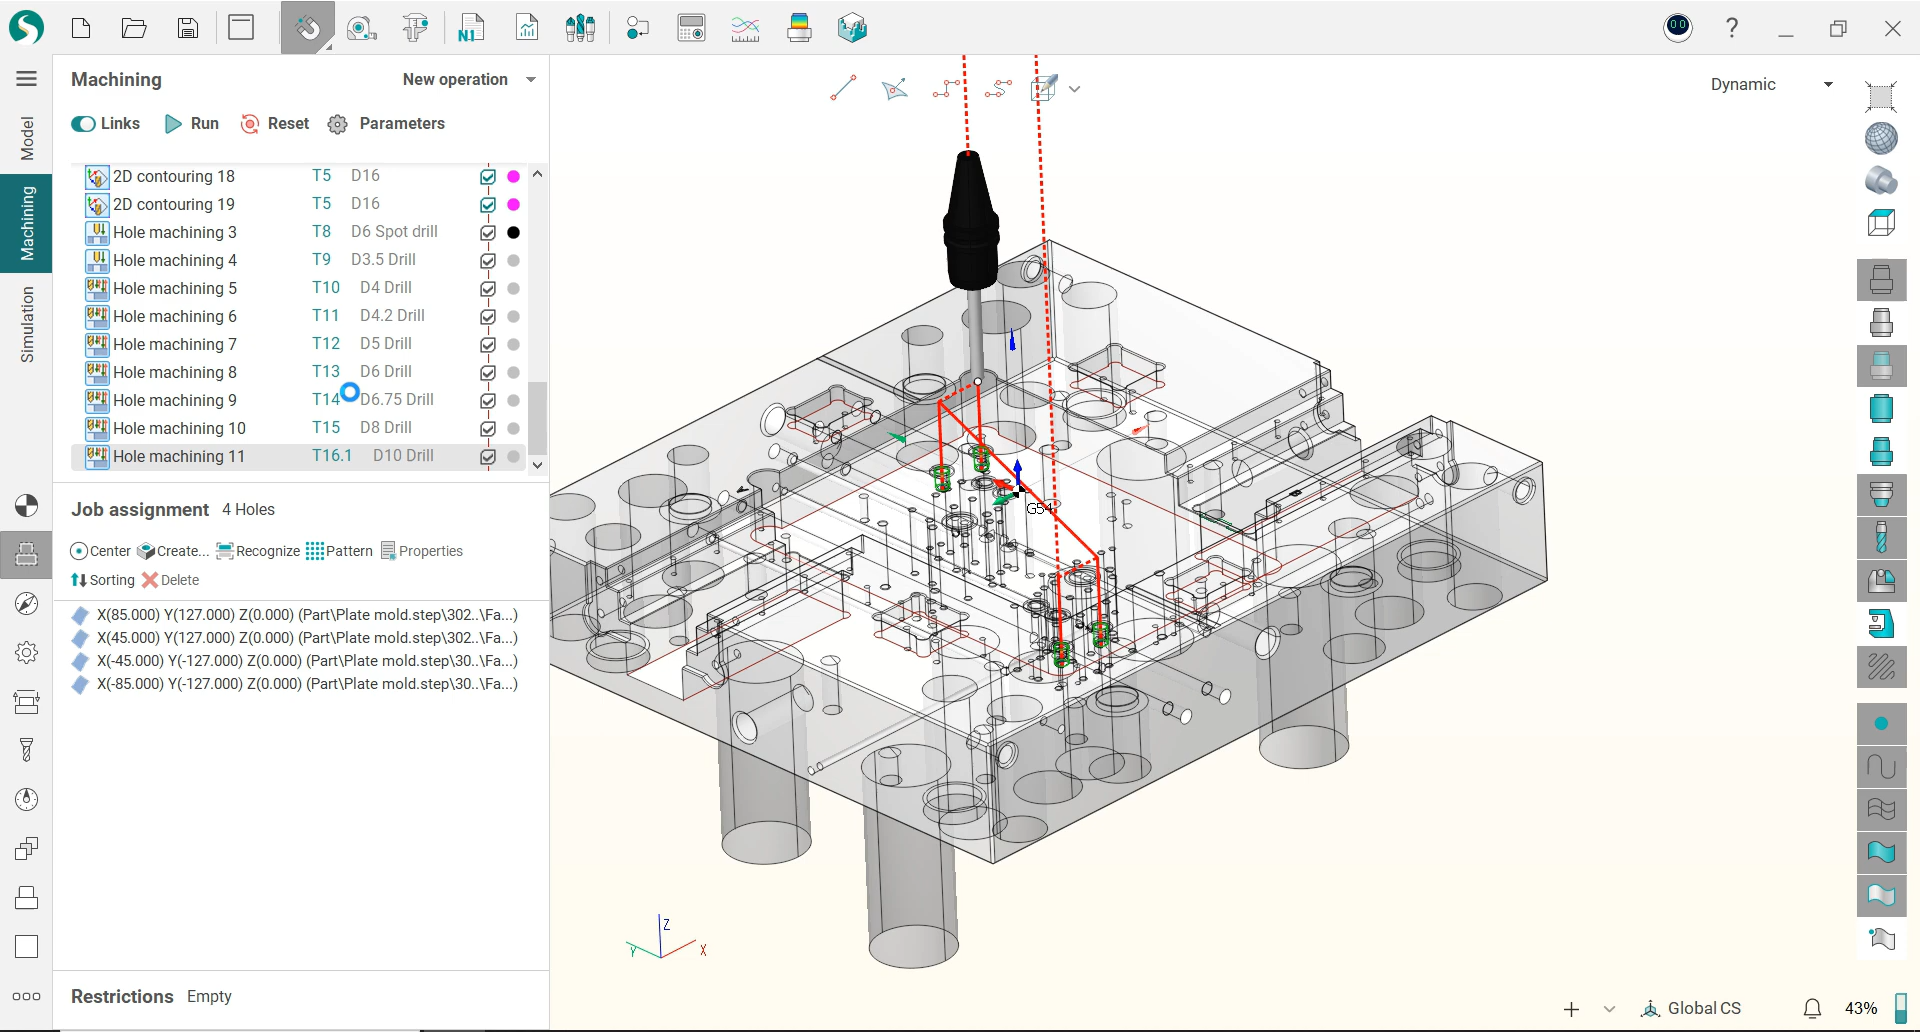 N1
?
Machining
New operation
Dynamic
Links
Run
Reset
Parameters
Model
Machining
Simulation
2D contouring 18 T5 D16
2D contouring 19 T5 D16
Hole machining 3 T8 D6 Spot drill
Hole machining 4 T9 D3.5 Drill
Hole machining 5 T10 D4 Drill
Hole machining 6 T11 D4.2 Drill
Hole machining 7 T12 D5 Drill
Hole machining 8 T13 D6 Drill
Hole machining 9 T14 D6.75 Drill
Hole machining 10 T15 D8 Drill
Hole machining 11 T16.1 D10 Drill
Job assignment 4 Holes
Center Create... Recognize Pattern Properties
Sorting Delete
X(85.000) Y(127.000) Z(0.000) (Part\Plate mold.step\302..\Fa...)
X(45.000) Y(127.000) Z(0.000) (Part\Plate mold.step\302..\Fa...)
X(-45.000) Y(-127.000) Z(0.000) (Part\Plate mold.step\30..\Fa...)
X(-85.000) Y(-127.000) Z(0.000) (Part\Plate mold.step\30..\Fa...)
G54
Z
Y
X
Restrictions Empty
Global CS
43%